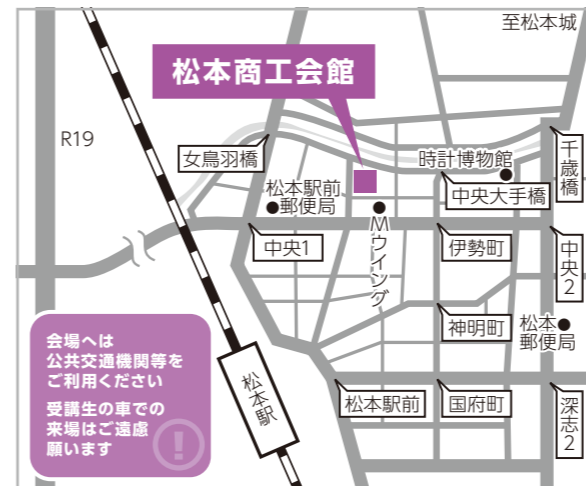 至松本城
松本商工会館
R19
女鳥羽橋
時計博物館
千歳橋
松本駅前
郵便局
中央大手橋
Mウイング
中央1
伊勢町
中央2
神明町
松本
郵便局
会場へは
公共交通機関等を
ご利用ください
受講生の車での
来場はご遠慮
願います
!
松本駅
松本駅前
国府町
深志2